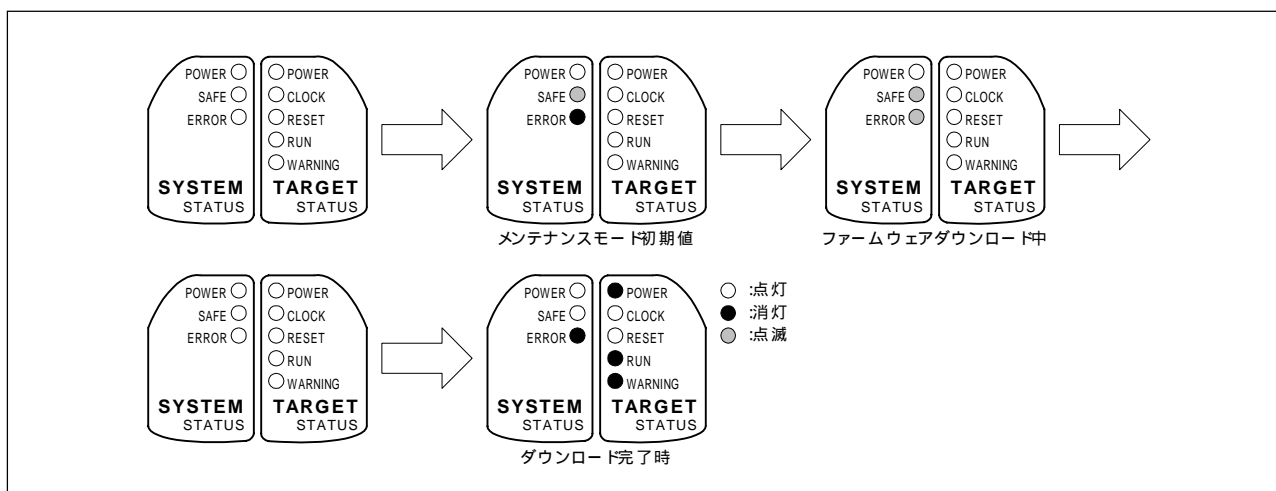 POWER POWER
SAFE CLOCK
ERROR RESET
RUN
WARNING
SYSTEM TARGET
STATUS STATUS
POWER POWER
SAFE CLOCK
ERROR RESET
RUN
WARNING
SYSTEM TARGET
STATUS STATUS
メンテナンスモード初期値
POWER POWER
SAFE CLOCK
ERROR RESET
RUN
WARNING
SYSTEM TARGET
STATUS STATUS
ファームウェアダウンロード中
POWER POWER
SAFE CLOCK
ERROR RESET
RUN
WARNING
SYSTEM TARGET
STATUS STATUS
POWER POWER
SAFE CLOCK
ERROR RESET
RUN
WARNING
SYSTEM TARGET
STATUS STATUS
ダウンロード完了時
:点灯
:消灯
:点滅